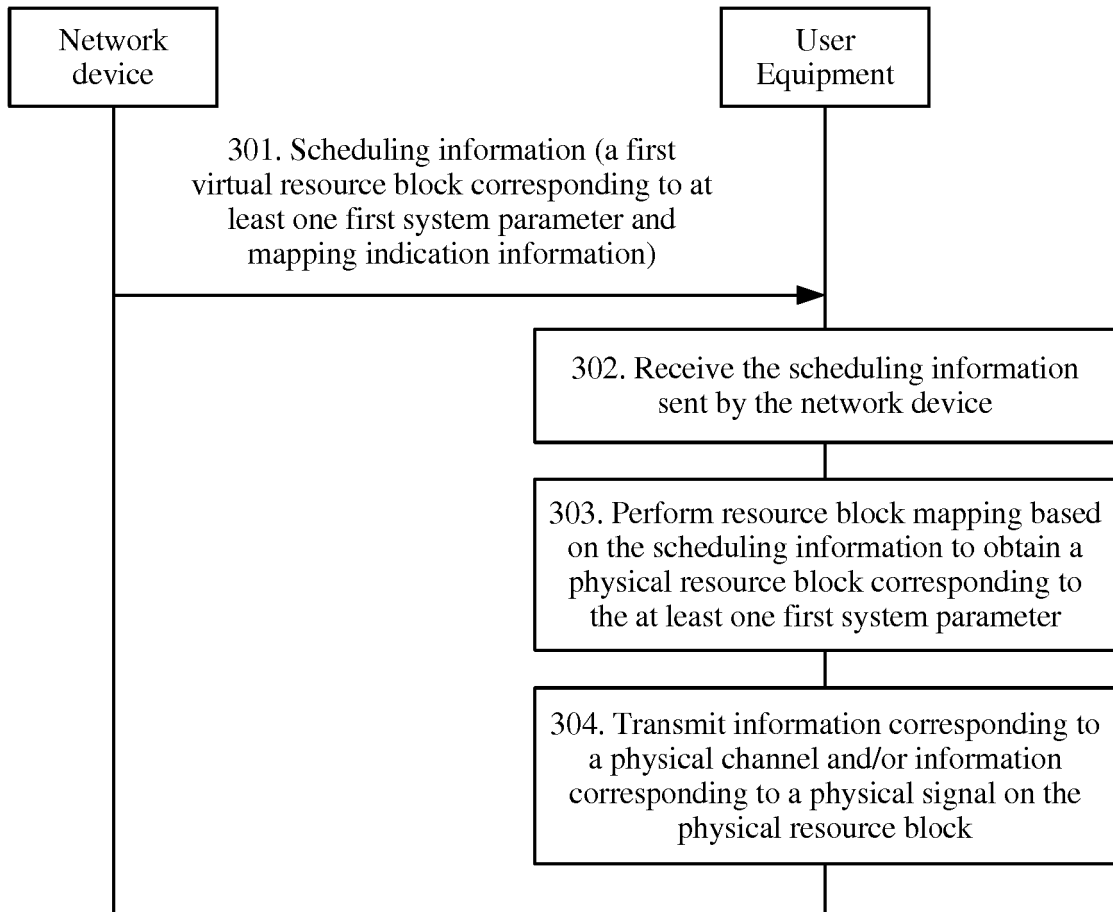 Network
device
User
Equipment
301. Scheduling information (a first
virtual resource block corresponding to at
least one first system parameter and
mapping indication information)
302. Receive the scheduling information
sent by the network device
303. Perform resource block mapping based
on the scheduling information to obtain a
physical resource block corresponding to
the at least one first system parameter
304. Transmit information corresponding to
a physical channel and/or information
corresponding to a physical signal on the
physical resource block